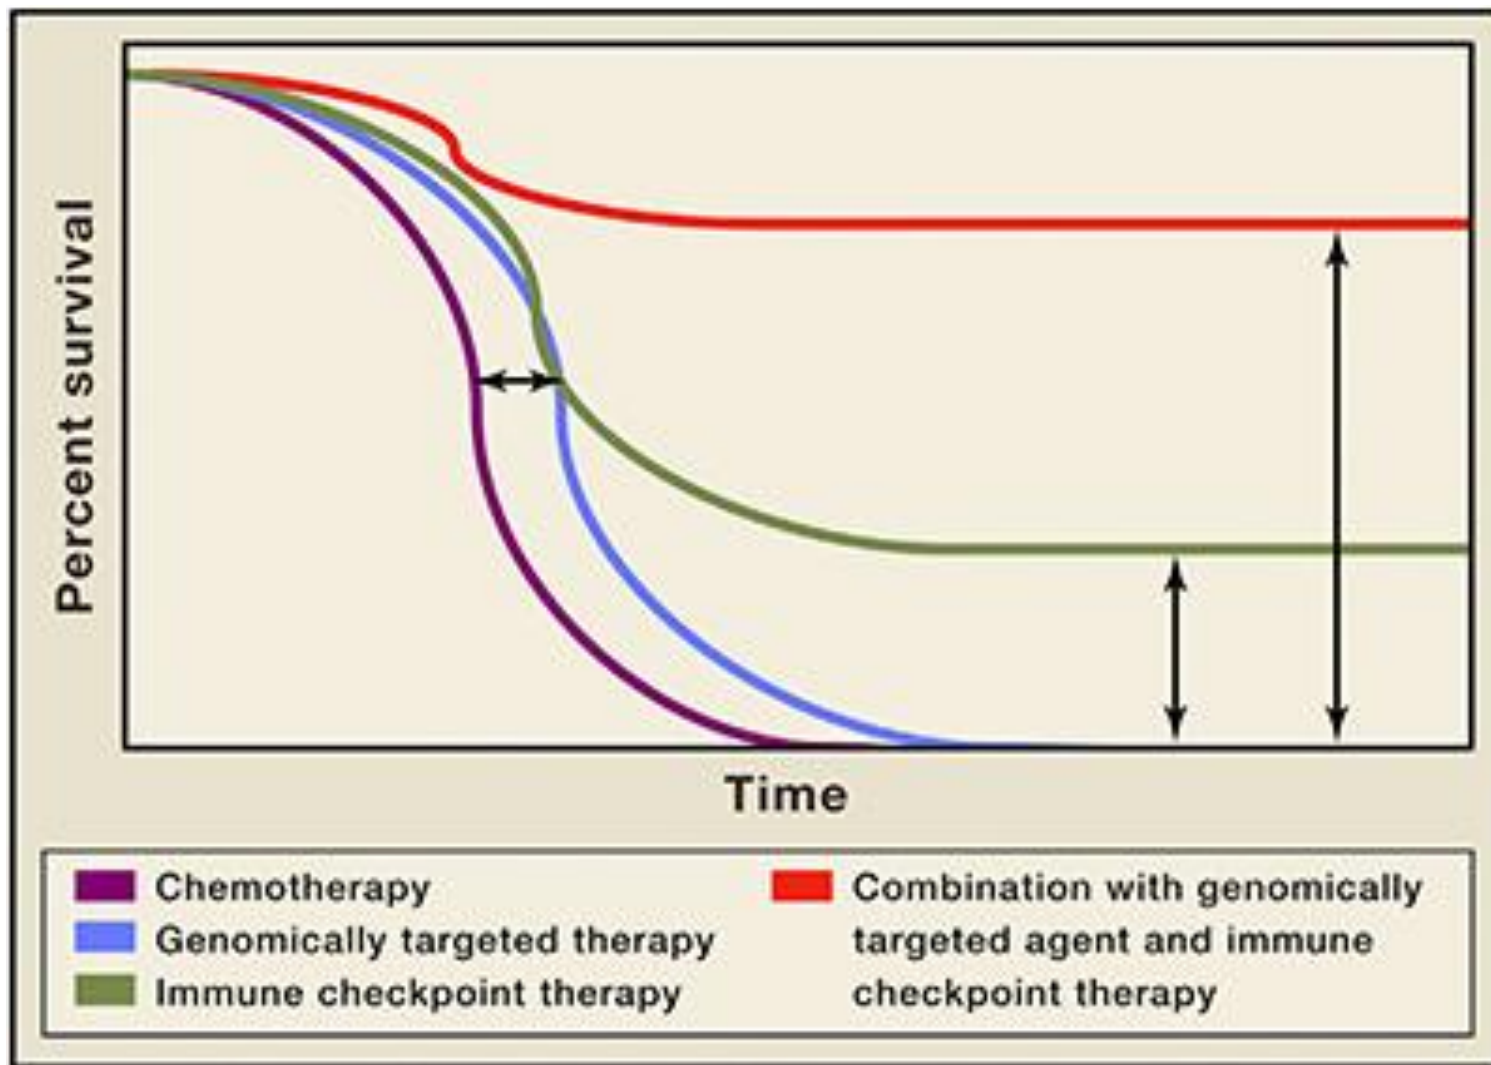 Percent survival
Time
Chemotherapy
Genomically targeted therapy
Immune checkpoint therapy
Combination with genomically
targeted agent and immune
checkpoint therapy